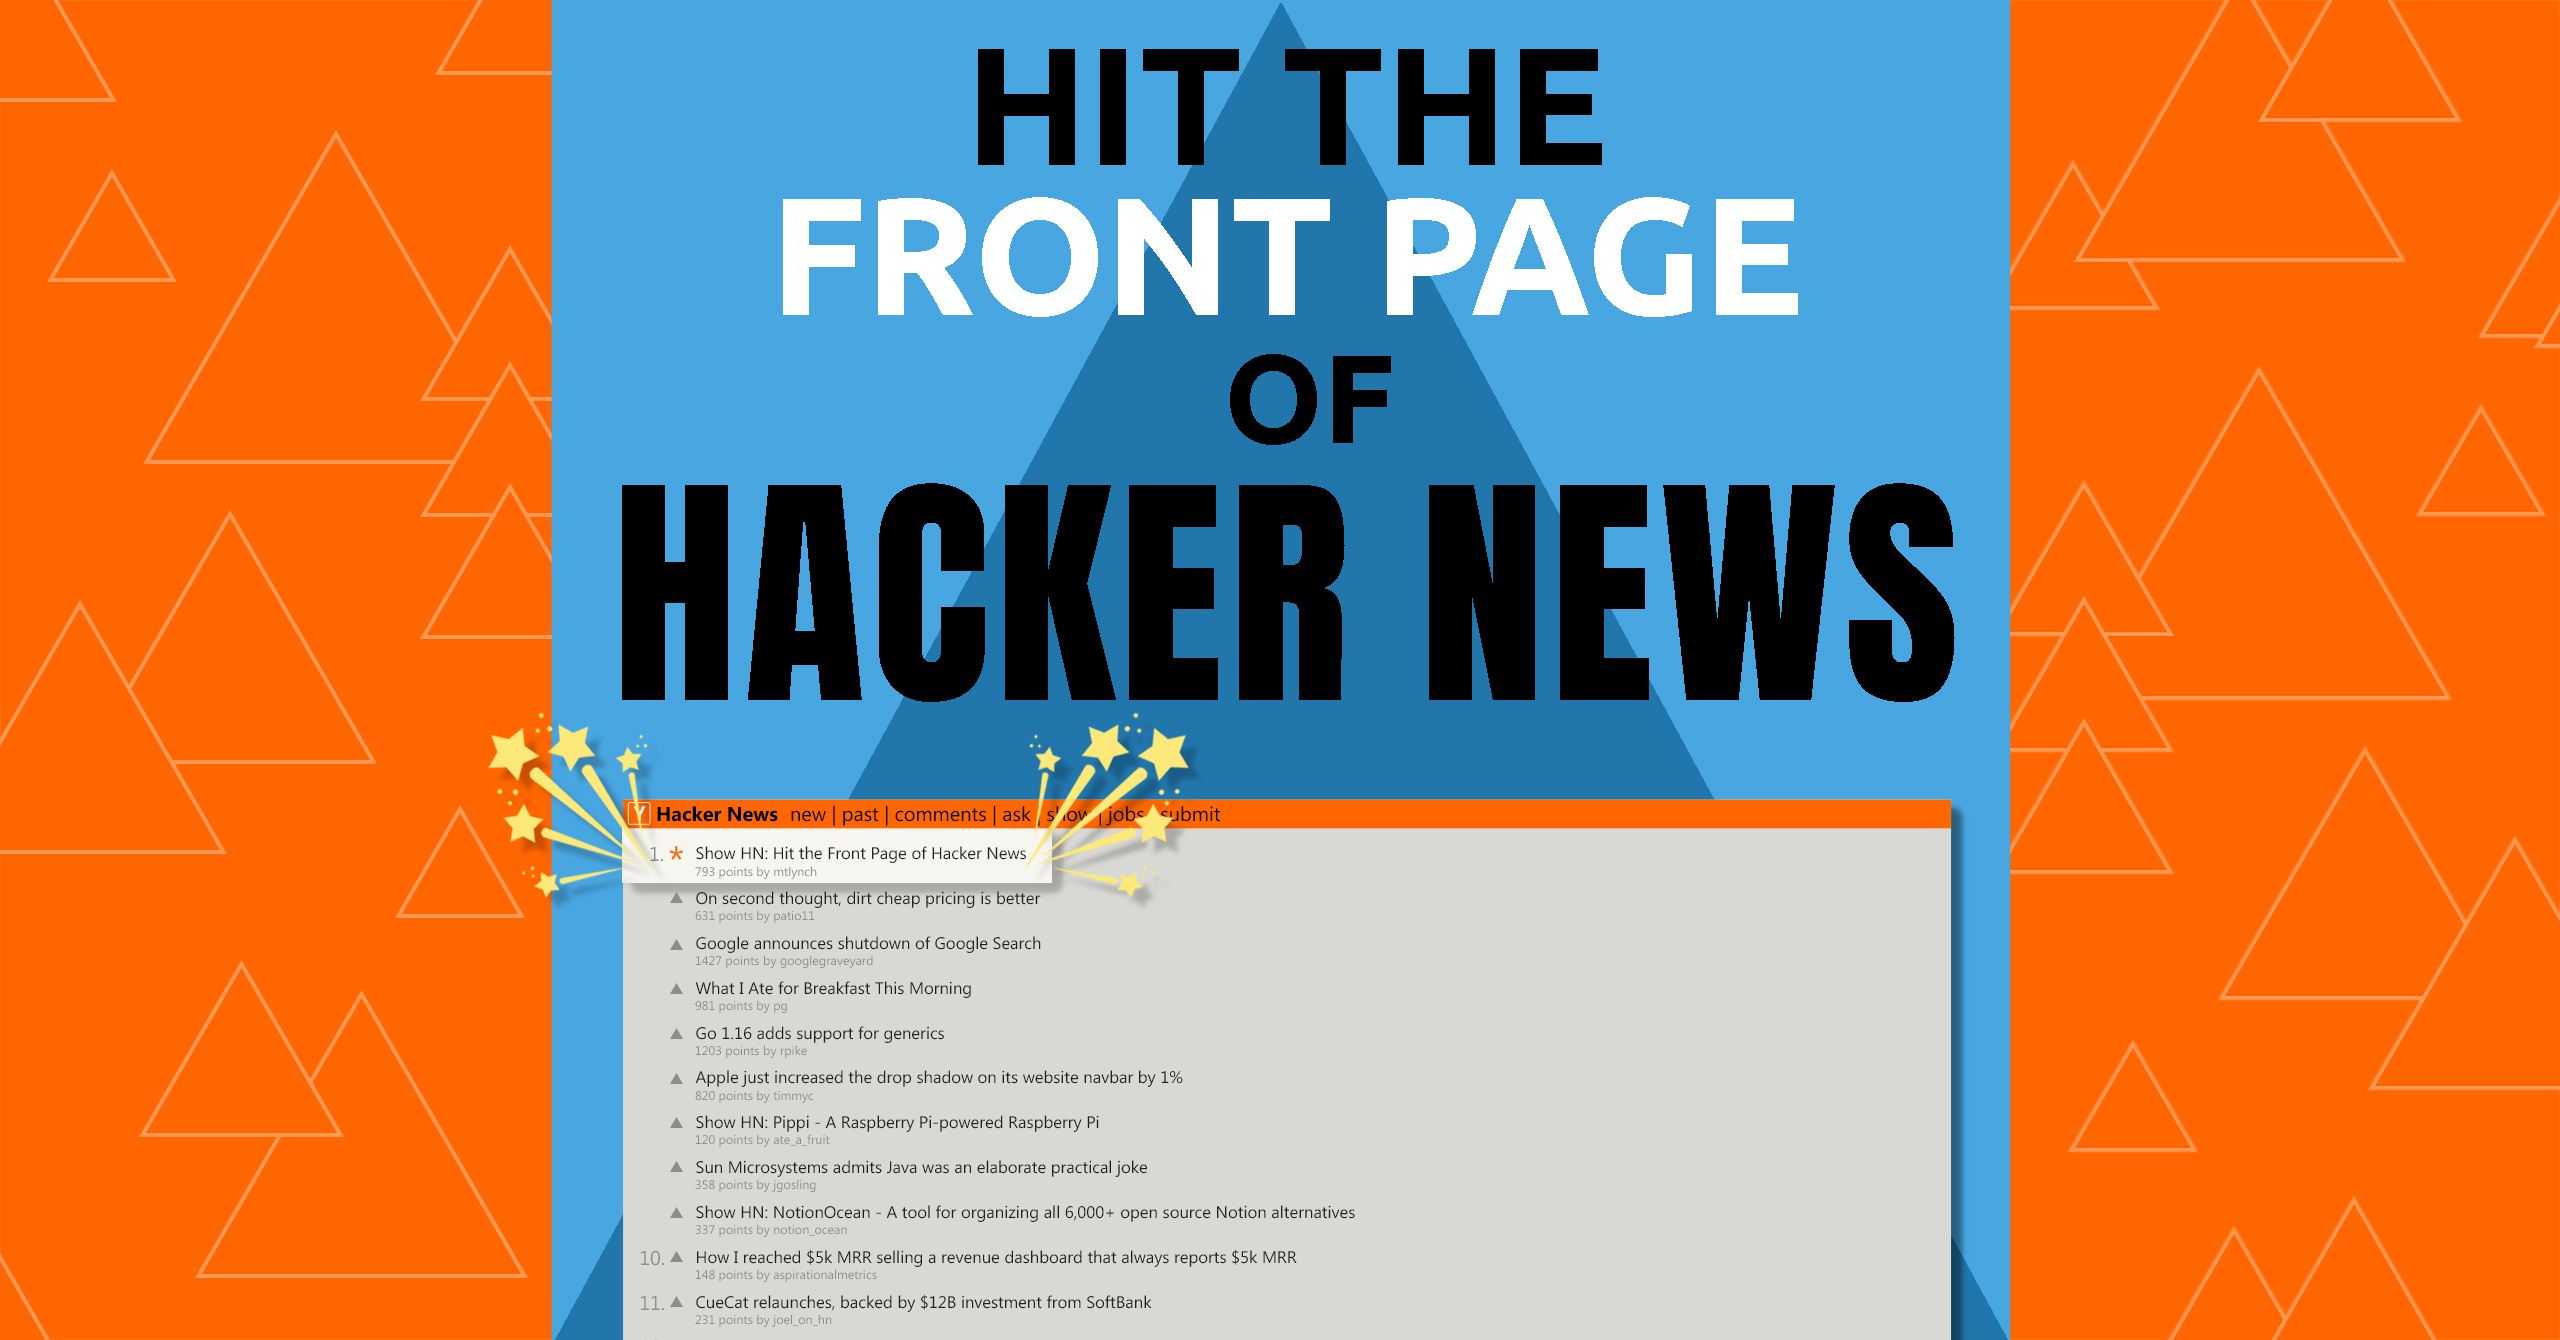 HIT THE
FRONT PAGE
OF
HACKER NEWS
Y Hacker News new | past | comments | ask | show | jobs submit
1. * Show HN: Hit the Front Page of Hacker News
793 points by mtlynch
On second thought, dirt cheap pricing is better
631 points by patio11
Google announces shutdown of Google Search
1427 points by googlegraveyard
What I Ate for Breakfast This Morning
981 points by pg
Go 1.16 adds support for generics
1203 points by rpike
Apple just increased the drop shadow on its website navbar by 1%
820 points by timmyc
Show HN: Pippi - A Raspberry Pi-powered Raspberry Pi
120 points by ate_a_fruit
Sun Microsystems admits Java was an elaborate practical joke
358 points by jgosling
Show HN: NotionOcean - A tool for organizing all 6,000+ open source Notion alternatives
337 points by notion_ocean
10. How I reached $5k MRR selling a revenue dashboard that always reports $5k MRR
148 points by aspirationalmetrics
11. CueCat relaunches, backed by $12B investment from SoftBank
231 points by joel_on_hn